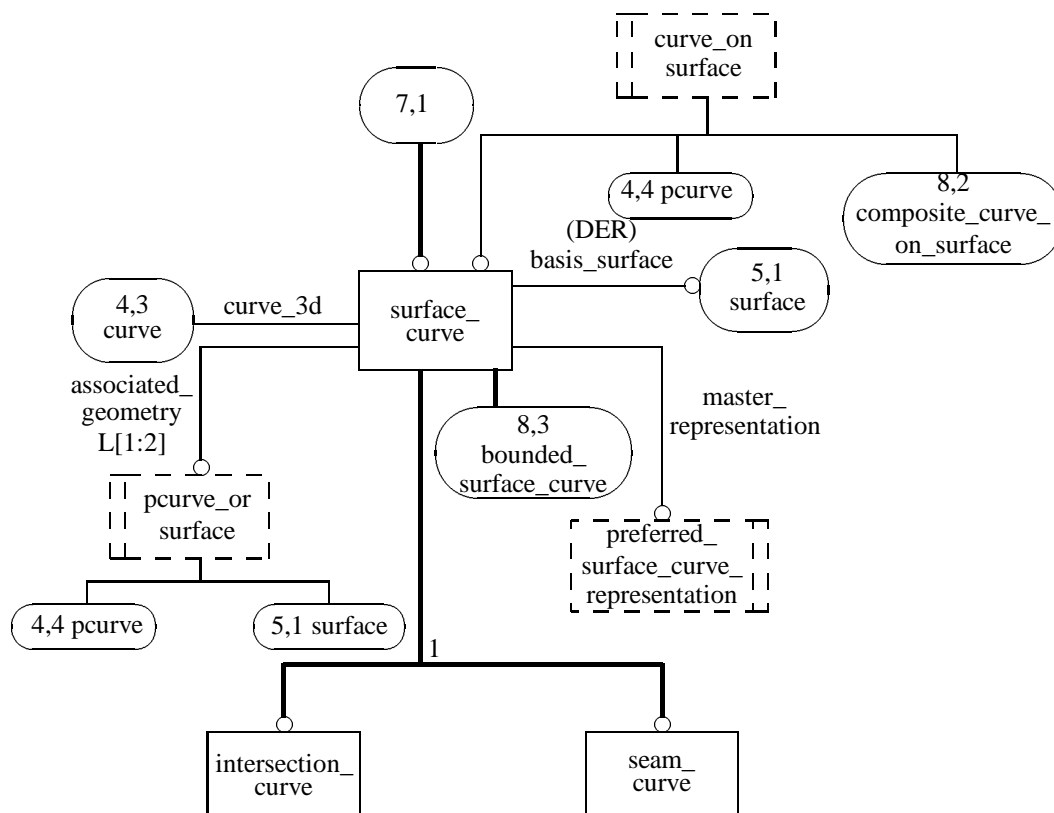 curve_on
surface
7,1
4,4 pcurve
8,2
composite_curve_
on_surface
(DER)
basis_surface
5,1
surface
4,3
curve
curve_3d
surface_
curve
associated_
geometry
L[1:2]
master_
representation
8,3
bounded_
surface_curve
pcurve_or
surface
preferred_
surface_curve_
representation
4,4 pcurve
5,1 surface
1
intersection_
curve
seam_
curve